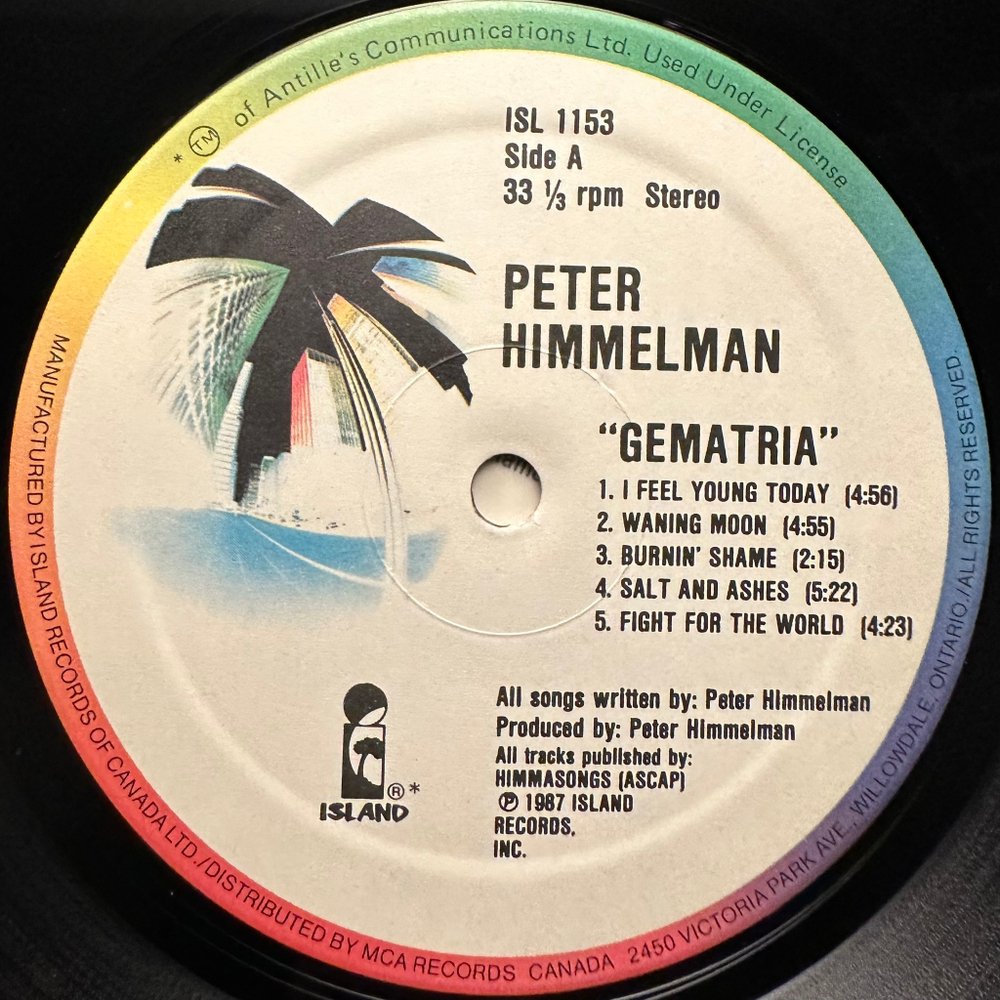 * TM of Antille's Communications Ltd. Used Under License
ISL 1153
Side A
33 ⅓ rpm Stereo
PETER
HIMMELMAN
“GEMATRIA”
1. I FEEL YOUNG TODAY (4:56)
2. WANING MOON (4:55)
3. BURNIN' SHAME (2:15)
4. SALT AND ASHES (5:22)
5. FIGHT FOR THE WORLD (4:23)
All songs written by: Peter Himmelman
Produced by: Peter Himmelman
All tracks published by:
HIMMASONGS (ASCAP)
℗ 1987 ISLAND
RECORDS,
INC.
ISLAND ®*
MANUFACTURED BY ISLAND RECORDS OF CANADA LTD./DISTRIBUTED BY MCA RECORDS CANADA 2450 VICTORIA PARK AVE., WILLOWDALE, ONTARIO./ALL RIGHTS RESERVED.